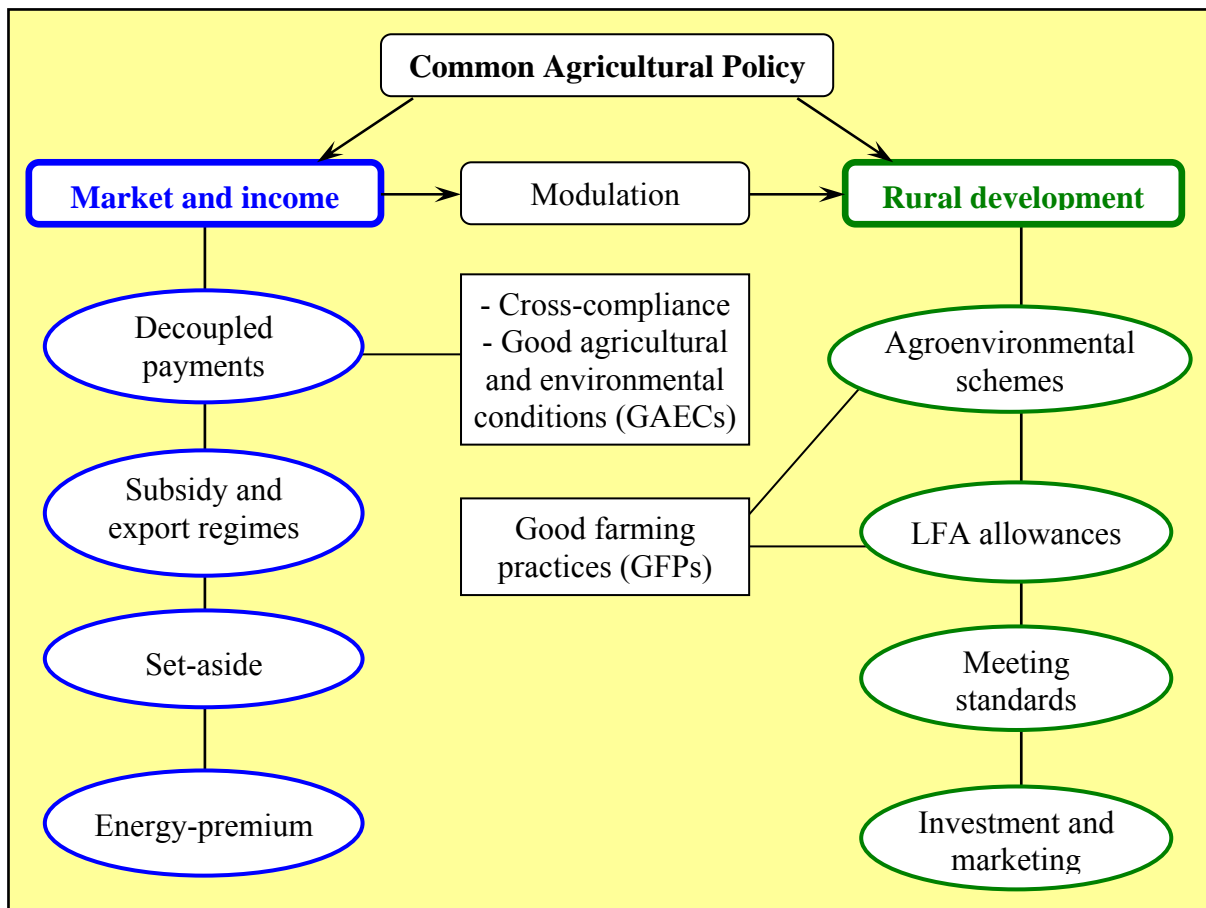 Common Agricultural Policy
Market and income
Modulation
Rural development
Decoupled
payments
- Cross-compliance
- Good agricultural
and environmental
conditions (GAECs)
Agroenvironmental
schemes
Subsidy and
export regimes
Good farming
practices (GFPs)
LFA allowances
Set-aside
Meeting
standards
Energy-premium
Investment and
marketing